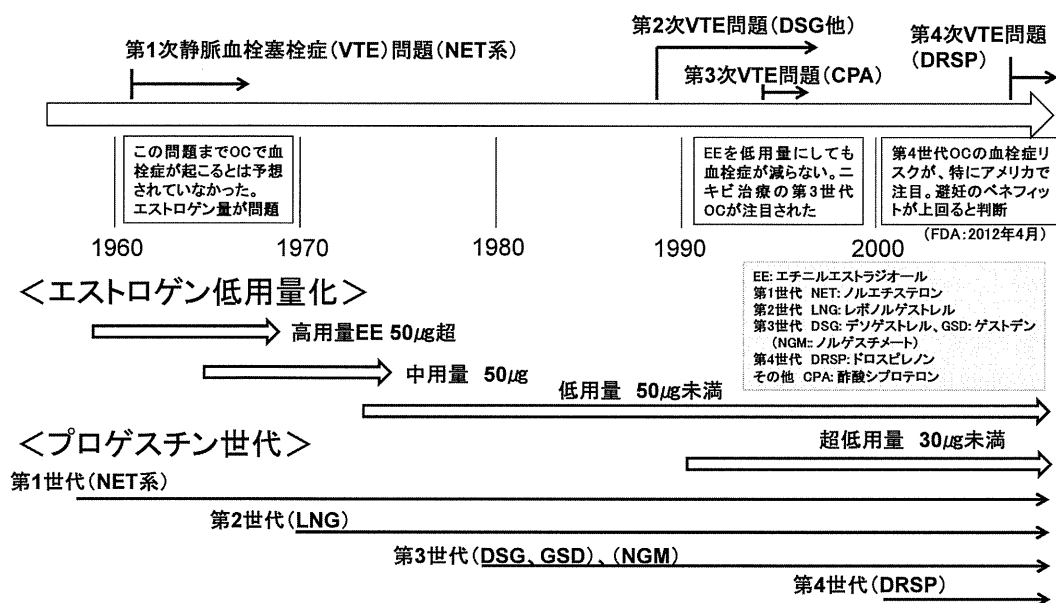 第1次静脈血栓塞栓症(VTE)問題(NET系)
第2次VTE問題(DSG他)
第3次VTE問題(CPA)
第4次VTE問題
(DRSP)
この問題までOCで血
栓症が起こるとは予想
されていなかった。
エストロゲン量が問題
EEを低用量にしても
血栓症が減らない。ニ
キビ治療の第3世代
OCが注目された
第4世代OCの血栓症リ
スクが、特にアメリカで
注目。避妊のベネフィッ
トが上回ると判断
(FDA:2012年4月)
1960
1970
1980
1990
2000
<エストロゲン低用量化>
高用量EE 50㎍超
中用量 50㎍
低用量 50㎍未満
超低用量 30㎍未満
EE:エチニルエストラジオール
第1世代 NET:ノルエチステロン
第2世代 LNG:レボノルゲストレル
第3世代 DSG:デソゲストレル、GSD:ゲストデン
(NGM::ノルゲスチメート)
第4世代 DRSP:ドロスピレノン
その他 CPA:酢酸シプロテロン
<プロゲスチン世代>
第1世代(NET系)
第2世代(LNG)
第3世代(DSG、GSD)、(NGM)
第4世代(DRSP)